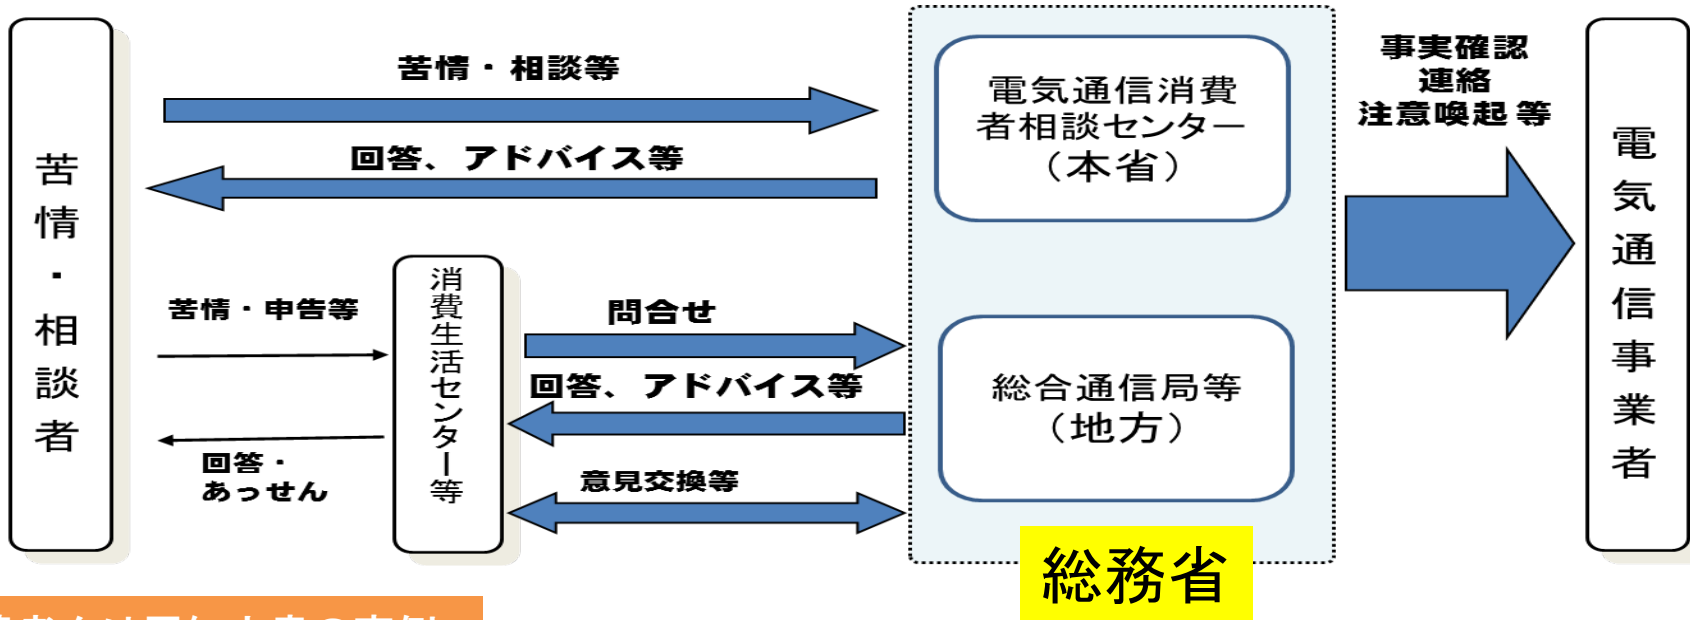 苦情・相談者
苦情・相談等
回答、アドバイス等
苦情・申告等
回答・
あっせん
消費生活センター等
問合せ
回答、アドバイス等
意見交換等
電気通信消費
者相談センター
（本省）
総合通信局等
（地方）
総務省
事実確認
連絡
注意喚起 等
電気通信事業者